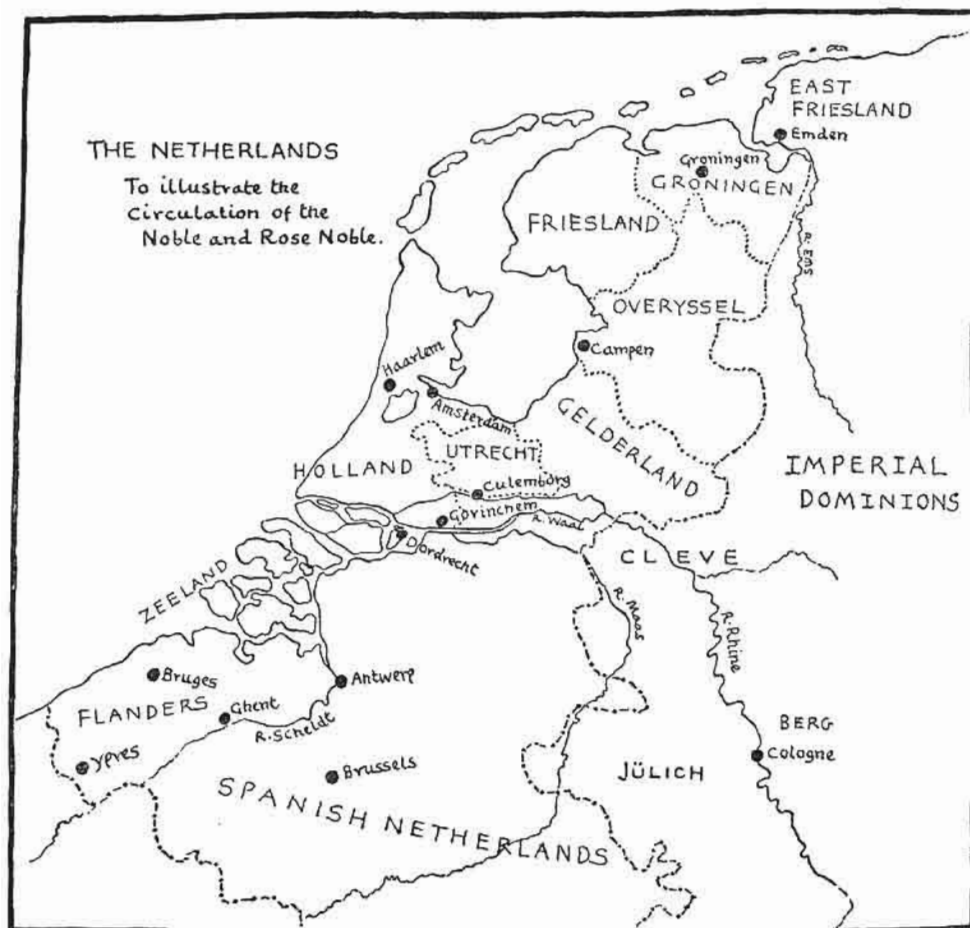 THE NETHERLANDS
To illustrate the
Circulation of the
Noble and Rose Noble.
EAST
FRIESLAND
Emden
Groningen
GRONINGEN
FRIESLAND
R. Ems
OVERYSSEL
Campen
Haarlem
Amsterdam
GELDERLAND
UTRECHT
HOLLAND
IMPERIAL
DOMINIONS
Culemborg
Gorinchem
R. Waal
Dordrecht
CLEVE
ZEELAND
R. Maas
R. Rhine
Bruges
Antwerp
FLANDERS
Ghent
R. Scheldt
BERG
Cologne
Ypres
Brussels
JÜLICH
SPANISH NETHERLANDS